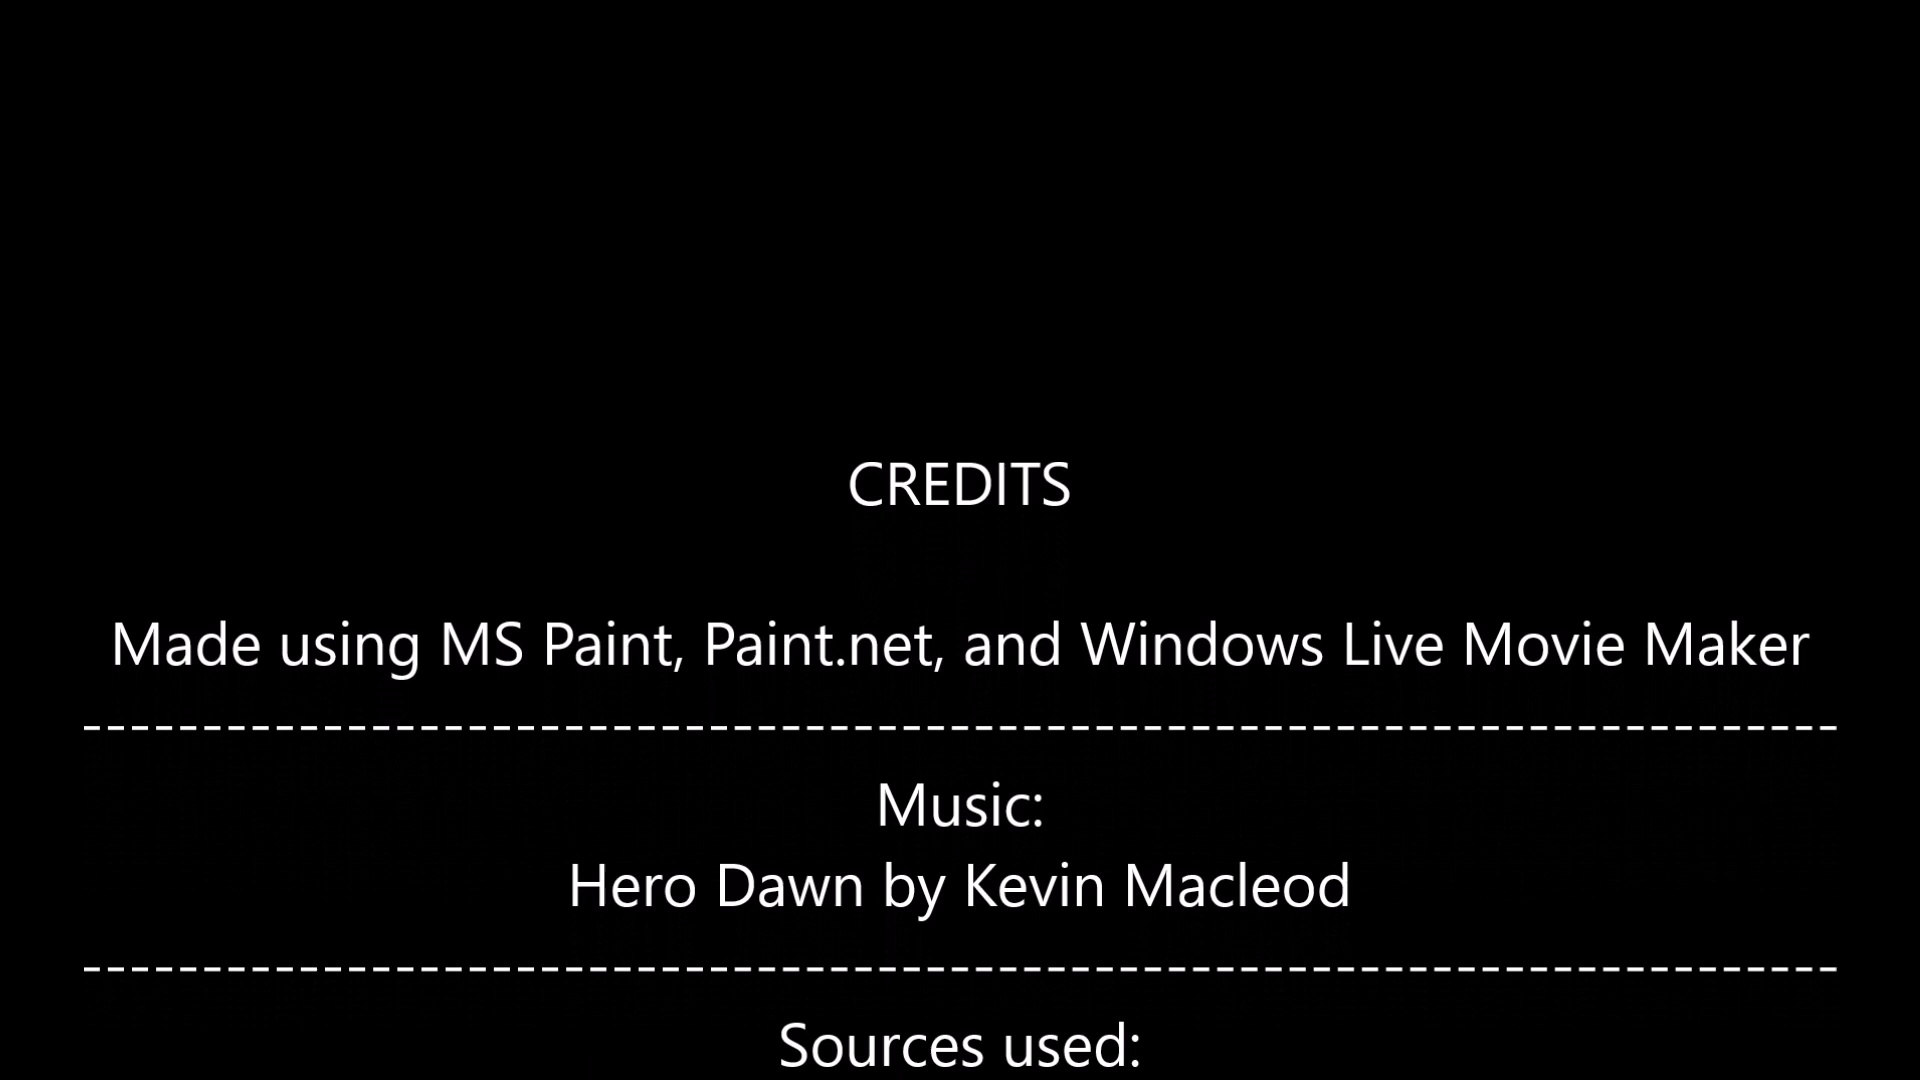 CREDITS
Made using MS Paint, Paint.net, and Windows Live Movie Maker
-------------------------------------------------------------------------
Music:
Hero Dawn by Kevin Macleod
-------------------------------------------------------------------------
Sources used: